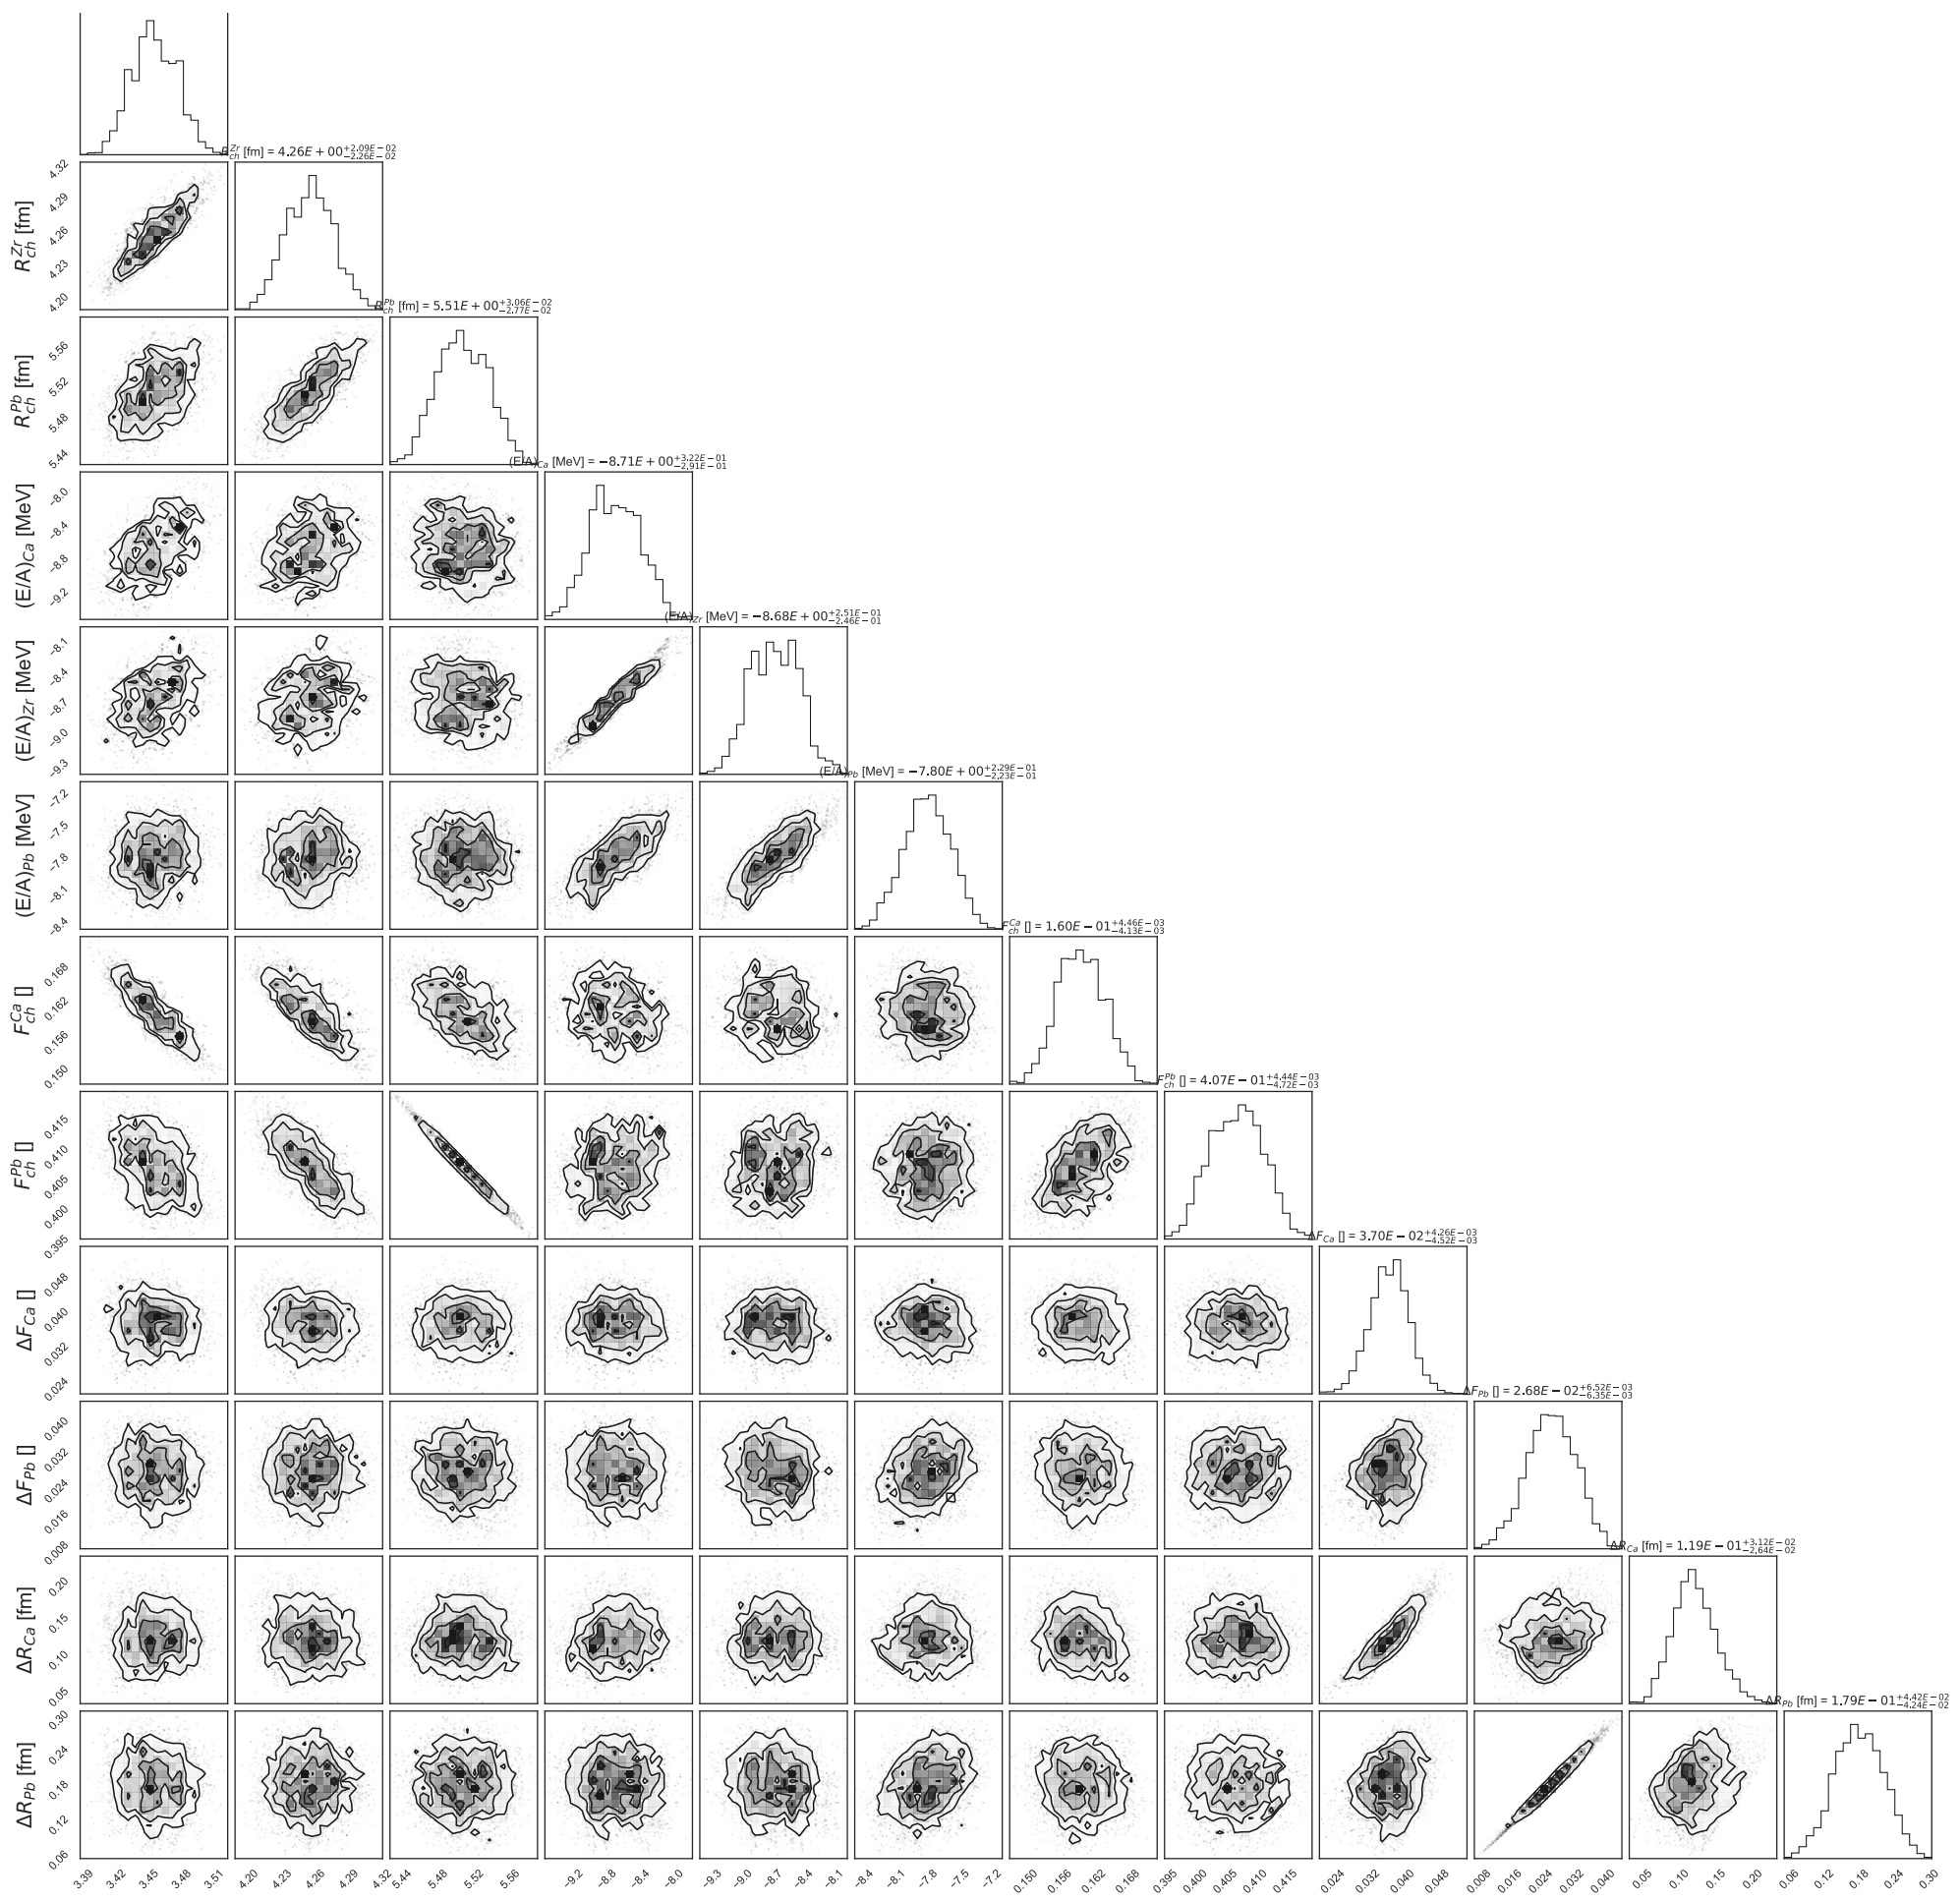 R_ch^Zr [fm] = 4.26E + 00 +2.09E − 02 −2.26E − 02
4.32
4.29
4.26
4.23
4.20
R_ch^Zr [fm]
R_ch^Pb [fm] = 5.51E + 00 +3.06E − 02 −2.77E − 02
5.56
5.52
5.48
5.44
R_ch^Pb [fm]
(E/A)_Ca [MeV] = −8.71E + 00 +3.22E − 01 −2.91E − 01
−8.0
−8.4
−8.8
−9.2
(E/A)_Ca [MeV]
(E/A)_Zr [MeV] = −8.68E + 00 +2.51E − 01 −2.46E − 01
−8.1
−8.4
−8.7
−9.0
−9.3
(E/A)_Zr [MeV]
(E/A)_Pb [MeV] = −7.80E + 00 +2.29E − 01 −2.23E − 01
−7.2
−7.5
−7.8
−8.1
−8.4
(E/A)_Pb [MeV]
F_ch^Ca [] = 1.60E − 01 +4.46E − 03 −4.13E − 03
0.168
0.162
0.156
0.150
F_ch^Ca []
F_ch^Pb [] = 4.07E − 01 +4.44E − 03 −4.72E − 03
0.415
0.410
0.405
0.400
0.395
F_ch^Pb []
ΔF_Ca [] = 3.70E − 02 +4.26E − 03 −4.52E − 03
0.048
0.040
0.032
0.024
ΔF_Ca []
ΔF_Pb [] = 2.68E − 02 +6.52E − 03 −6.35E − 03
0.040
0.032
0.024
0.016
0.008
ΔF_Pb []
ΔR_Ca [fm] = 1.19E − 01 +3.12E − 02 −2.64E − 02
0.20
0.15
0.10
0.05
ΔR_Ca [fm]
ΔR_Pb [fm] = 1.79E − 01 +4.42E − 02 −4.24E − 02
0.30
0.24
0.18
0.12
0.06
ΔR_Pb [fm]
3.39 3.42 3.45 3.48 3.51 4.20 4.23 4.26 4.29 4.32 5.44 5.48 5.52 5.56 −9.2 −8.8 −8.4 −8.0 −9.3 −9.0 −8.7 −8.4 −8.1 −8.4 −8.1 −7.8 −7.5 −7.2 0.150 0.156 0.162 0.168 0.395 0.400 0.405 0.410 0.415 0.024 0.032 0.040 0.048 0.008 0.016 0.024 0.032 0.040 0.05 0.10 0.15 0.20 0.06 0.12 0.18 0.24 0.30